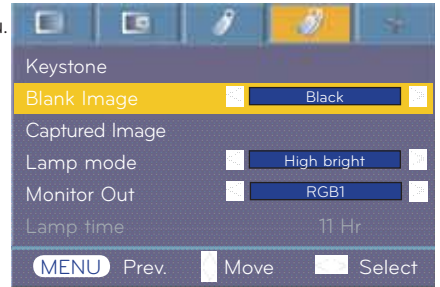 u.
Keystone
Blank Image Black
Captured Image
Lamp mode High bright
Monitor Out RGB1
Lamp time 11 Hr
MENU Prev. Move Select